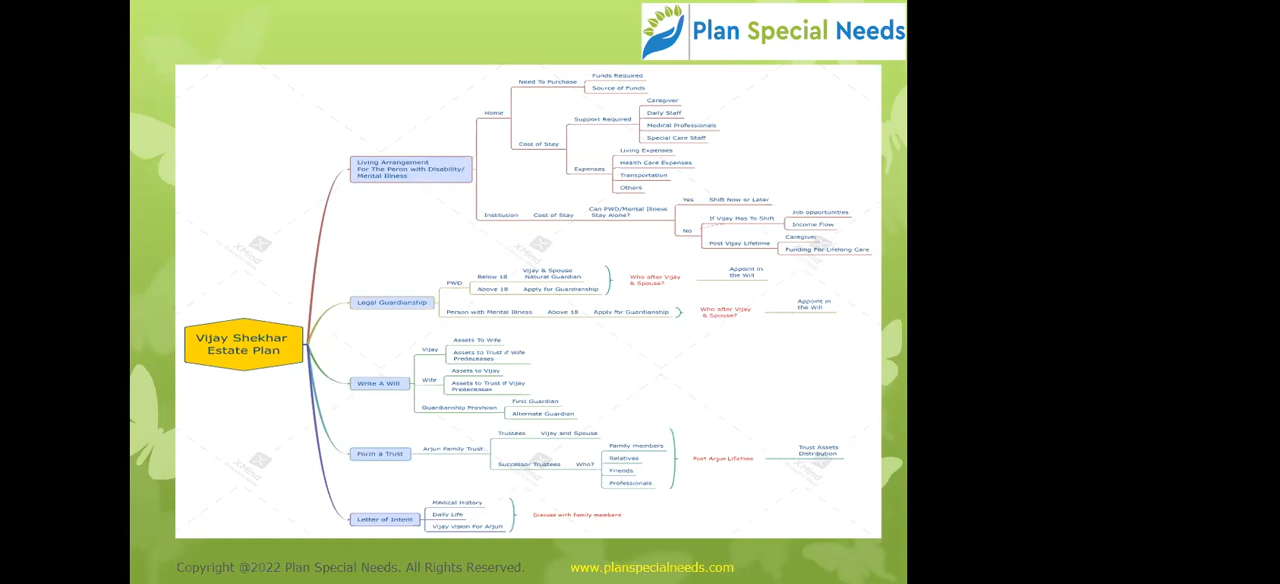 Plan Special Needs
Funds Required
Need To Purchase
Source of Funds
Home
Caregiver
Daily Staff
Support Required
Medical Professionals
Special Care Staff
Cost of Stay
Living Expenses
Health Care Expenses
Expenses
Transportation
Others
Living Arrangement
For The Peron with Disability/
Mental Illness
Institution
Cost of Stay
Can PWD/Mental Illness
Stay Alone?
Yes
Shift Now or Later
No
If Vijay Has To Shift
Job opportunities
Income Flow
Post Vijay Lifetime
Caregiver
Funding For Lifelong Care
Legal Guardianship
PWD
Below 18
Vijay & Spouse
Natural Guardian
Above 18
Apply for Guardianship
Who after Vijay
& Spouse?
Appoint in
the Will
Person with Mental Illness
Above 18
Apply for Guardianship
Who after Vijay
& Spouse?
Appoint in
the Will
Vijay Shekhar
Estate Plan
Write A Will
Vijay
Assets To Wife
Assets to Trust if Wife
Predeceases
Wife
Assets to Vijay
Assets to Trust if Vijay
Predeceases
Guardianship Provision
First Guardian
Alternate Guardian
Form a Trust
Arjun Family Trust
Trustees
Vijay and Spouse
Successor Trustees
Who?
Family members
Relatives
Friends
Professionals
Post Arjun Lifetime
Trust Assets
Distribution
Letter of Intent
Medical History
Daily Life
Vijay Vision For Arjun
Discuss with family members
XMind
XMind
XMind
XMind
XMind
XMind
Copyright @2022 Plan Special Needs. All Rights Reserved.
www.planspecialneeds.com